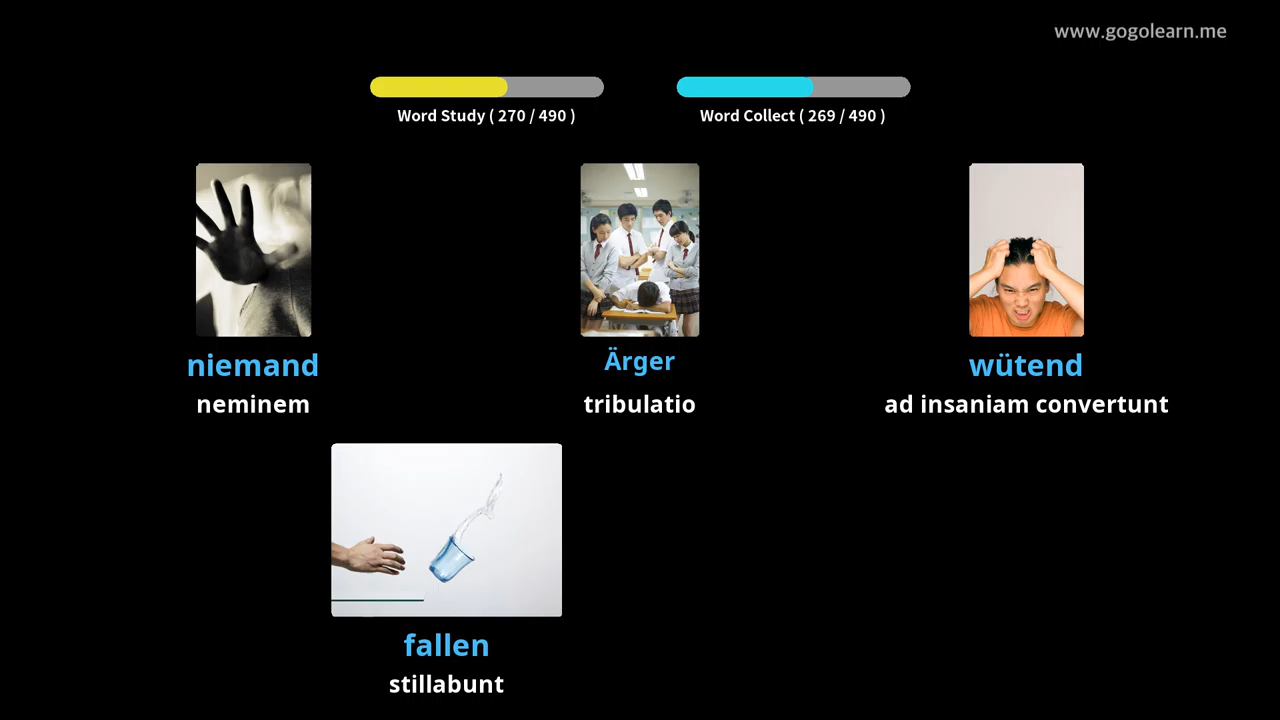 www.gogolearn.me
Word Study ( 270 / 490 )
Word Collect ( 269 / 490 )
niemand
neminem
Ärger
tribulatio
wütend
ad insaniam convertunt
fallen
stillabunt